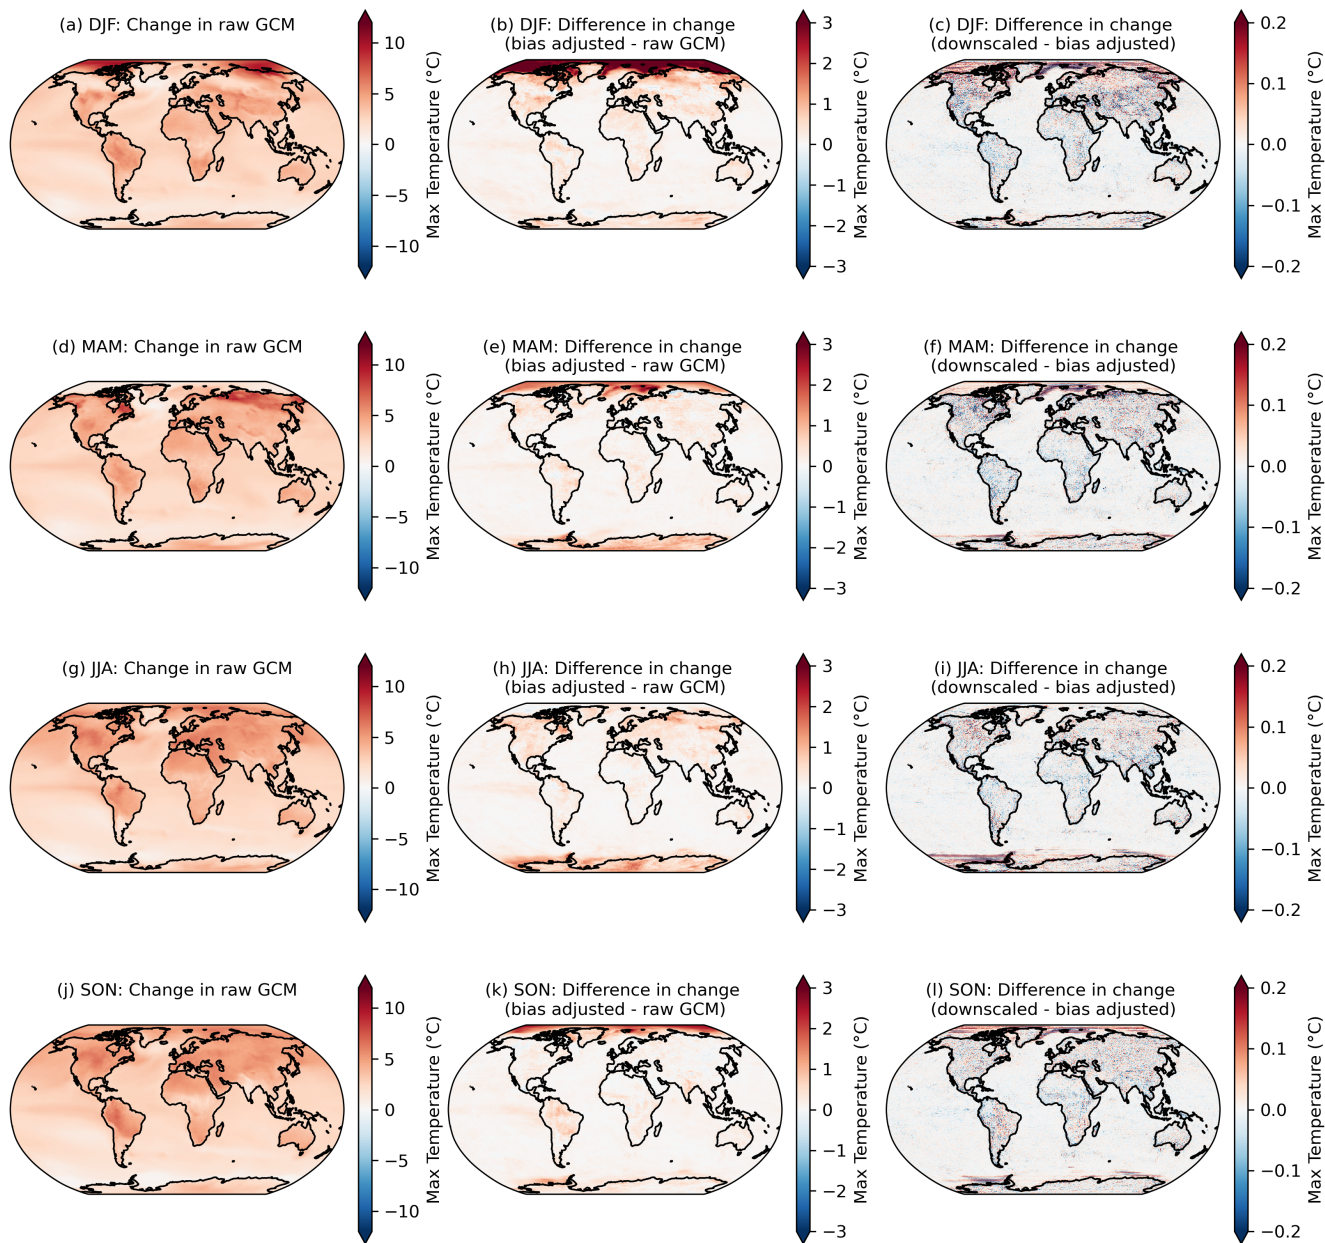 (a) DJF: Change in raw GCM
10
5
0
−5
−10
Max Temperature (°C)
(b) DJF: Difference in change
(bias adjusted - raw GCM)
3
2
1
0
−1
−2
−3
Max Temperature (°C)
(c) DJF: Difference in change
(downscaled - bias adjusted)
0.2
0.1
0.0
−0.1
−0.2
Max Temperature (°C)
(d) MAM: Change in raw GCM
10
5
0
−5
−10
Max Temperature (°C)
(e) MAM: Difference in change
(bias adjusted - raw GCM)
3
2
1
0
−1
−2
−3
Max Temperature (°C)
(f) MAM: Difference in change
(downscaled - bias adjusted)
0.2
0.1
0.0
−0.1
−0.2
Max Temperature (°C)
(g) JJA: Change in raw GCM
10
5
0
−5
−10
Max Temperature (°C)
(h) JJA: Difference in change
(bias adjusted - raw GCM)
3
2
1
0
−1
−2
−3
Max Temperature (°C)
(i) JJA: Difference in change
(downscaled - bias adjusted)
0.2
0.1
0.0
−0.1
−0.2
Max Temperature (°C)
(j) SON: Change in raw GCM
10
5
0
−5
−10
Max Temperature (°C)
(k) SON: Difference in change
(bias adjusted - raw GCM)
3
2
1
0
−1
−2
−3
Max Temperature (°C)
(l) SON: Difference in change
(downscaled - bias adjusted)
0.2
0.1
0.0
−0.1
−0.2
Max Temperature (°C)